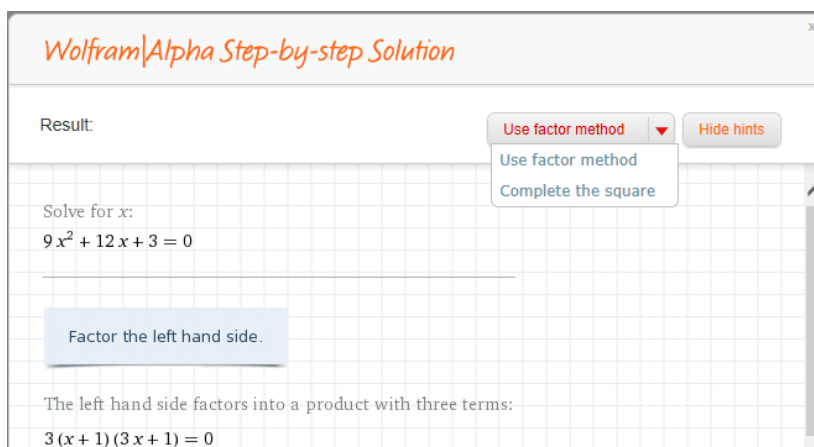 x
Wolfram|Alpha Step-by-step Solution
Result:
Use factor method
Hide hints
Use factor method
Complete the square
Solve for x:
9 x² + 12 x + 3 = 0
Factor the left hand side.
The left hand side factors into a product with three terms:
3 (x + 1) (3 x + 1) = 0